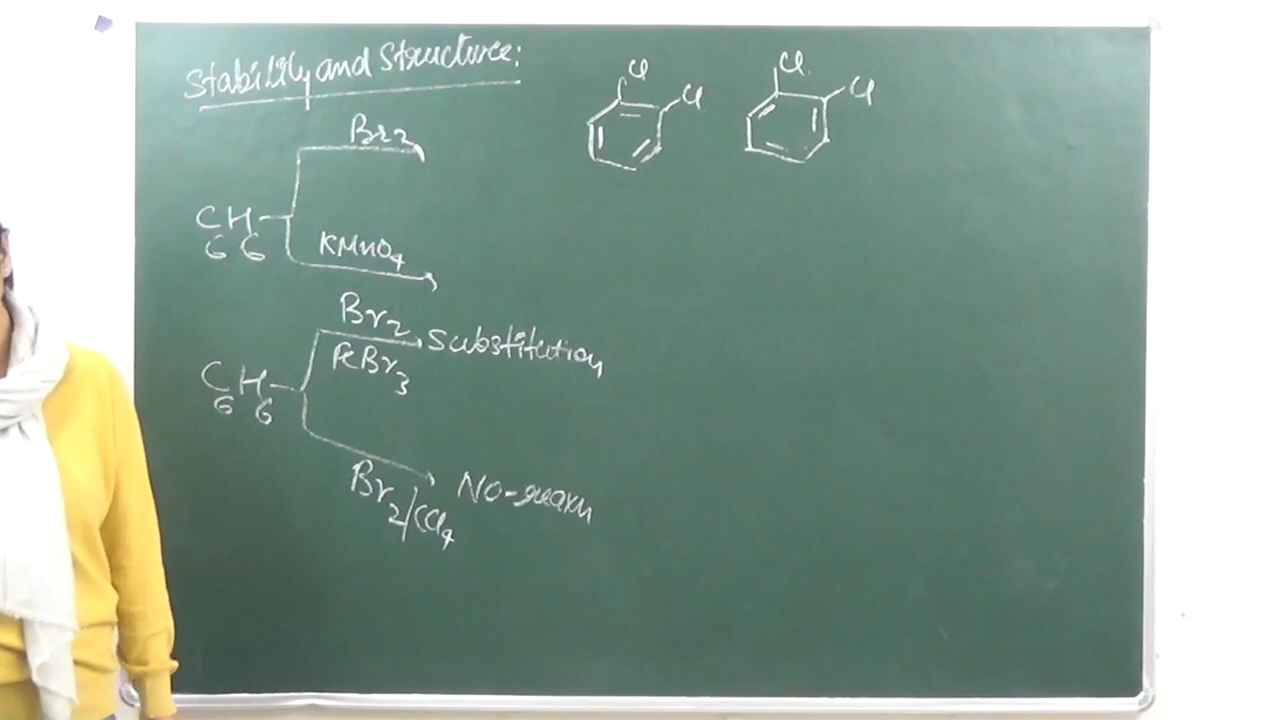 Stability and Structure:
Cl Cl
Cl Cl
Br2
C6H6
KMnO4
Br2
FeBr3
Substitution
C6H6
Br2/CCl4
No-reaxn